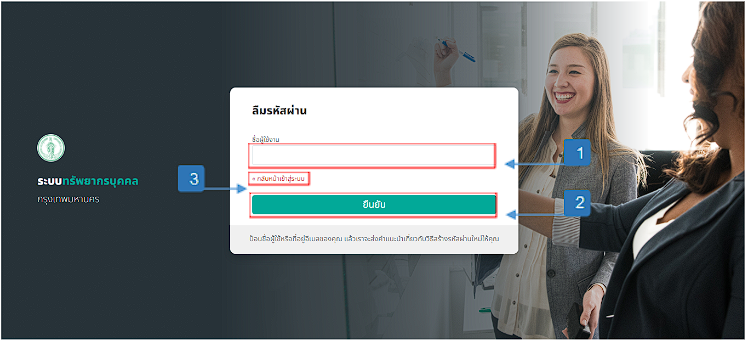 ลืมรหัสผ่าน
ชื่อผู้ใช้งาน
1
« กลับหน้าเข้าสู่ระบบ
3
ระบบทรัพยากรบุคคล
กรุงเทพมหานคร
ยืนยัน
2
ป้อนชื่อผู้ใช้หรือที่อยู่อีเมลของคุณ แล้วเราจะส่งคำแนะนำเกี่ยวกับวิธีสร้างรหัสผ่านใหม่ให้คุณ